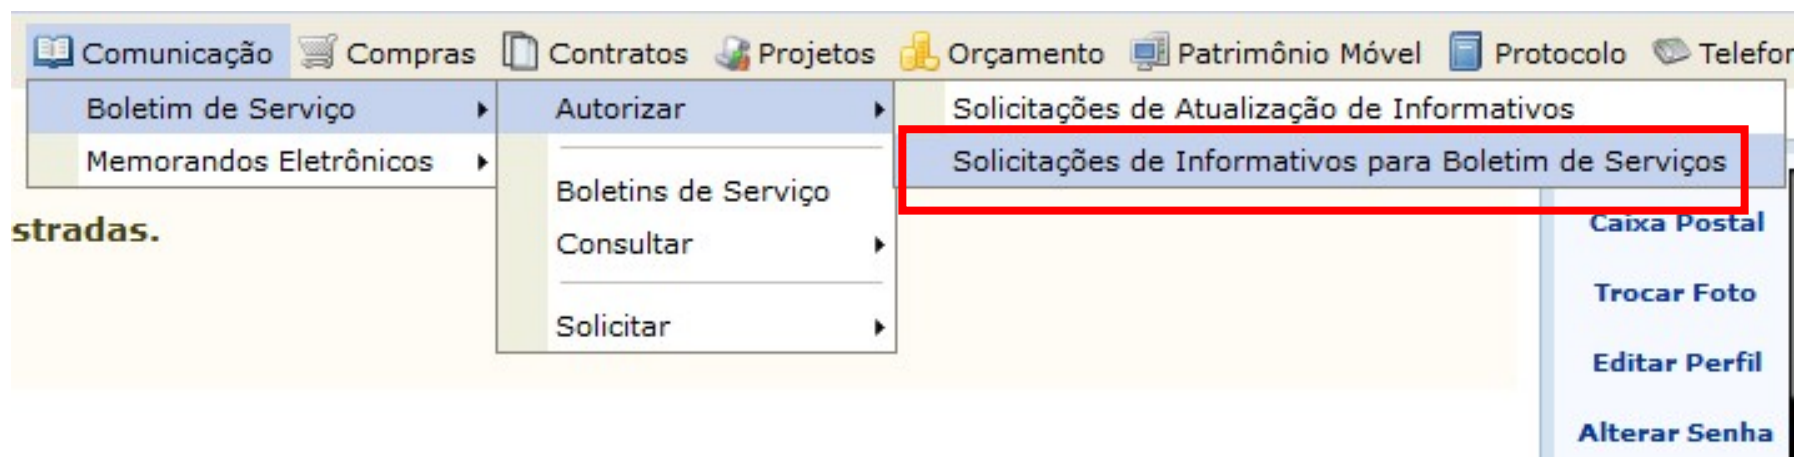 Comunicação Compras Contratos Projetos Orçamento Patrimônio Móvel Protocolo Telefor
Boletim de Serviço
Memorandos Eletrônicos
Autorizar
Boletins de Serviço
Consultar
Solicitar
Solicitações de Atualização de Informativos
Solicitações de Informativos para Boletim de Serviços
stradas.
Caixa Postal
Trocar Foto
Editar Perfil
Alterar Senha